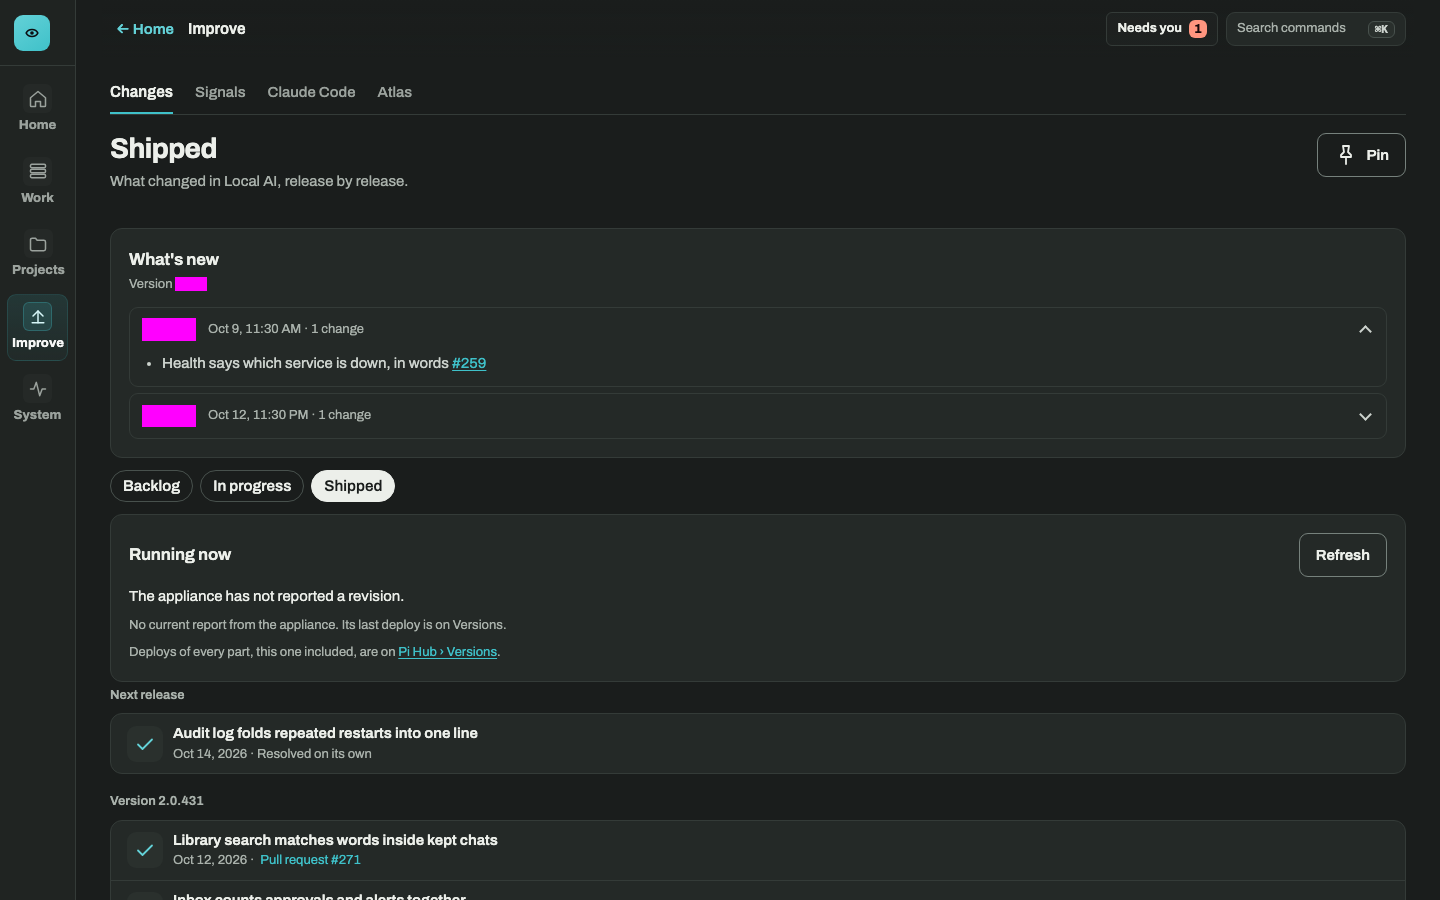 ← Home Improve
Needs you 1
Search commands ⌘K
Home
Work
Projects
Improve
System
Changes Signals Claude Code Atlas
Shipped
What changed in Local AI, release by release.
Pin
What's new
Version
Oct 9, 11:30 AM · 1 change
• Health says which service is down, in words #259
Oct 12, 11:30 PM · 1 change
Backlog In progress Shipped
Running now
Refresh
The appliance has not reported a revision.
No current report from the appliance. Its last deploy is on Versions.
Deploys of every part, this one included, are on Pi Hub › Versions.
Next release
Audit log folds repeated restarts into one line
Oct 14, 2026 · Resolved on its own
Version 2.0.431
Library search matches words inside kept chats
Oct 12, 2026 · Pull request #271
Inbox counts approvals and alerts together